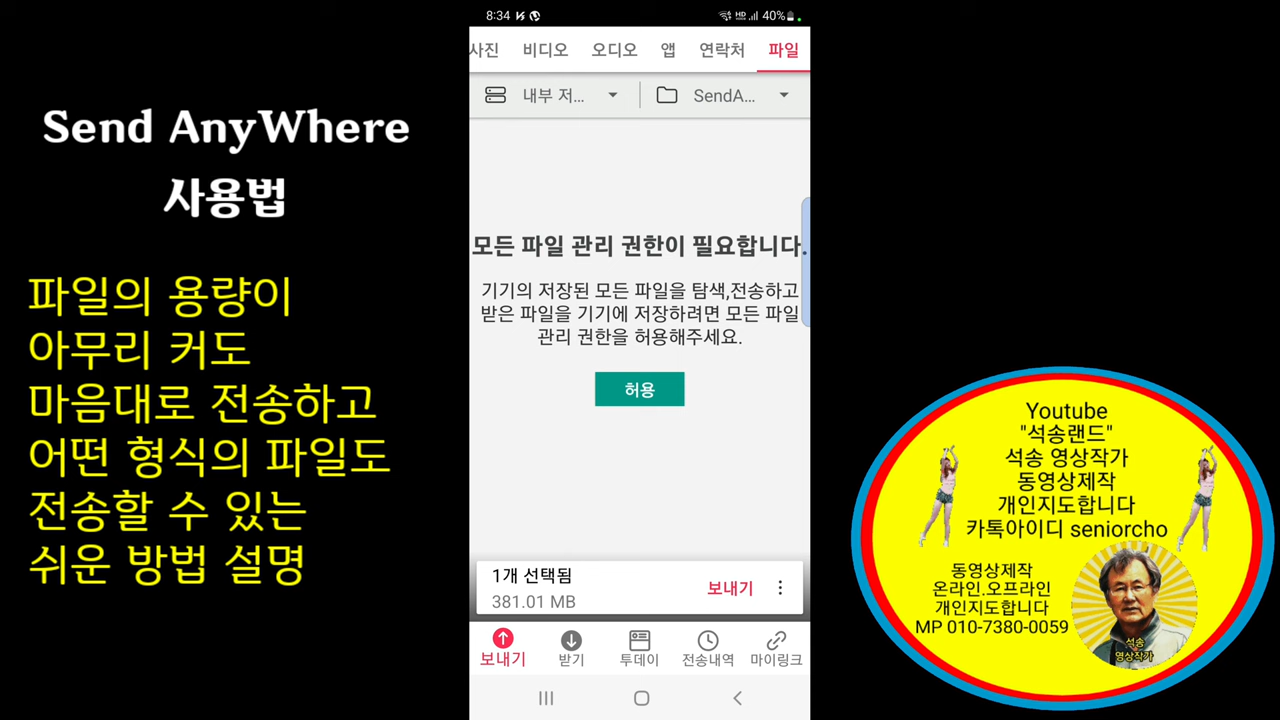 Send AnyWhere
사용법
파일의 용량이
아무리 커도
마음대로 전송하고
어떤 형식의 파일도
전송할 수 있는
쉬운 방법 설명
8:34
40%
사진 비디오 오디오 앱 연락처 파일
내부 저... SendA...
모든 파일 관리 권한이 필요합니다.
기기의 저장된 모든 파일을 탐색,전송하고
받은 파일을 기기에 저장하려면 모든 파일
관리 권한을 허용해주세요.
허용
1개 선택됨
381.01 MB
보내기
보내기 받기 투데이 전송내역 마이링크
Youtube
"석송랜드"
석송 영상작가
동영상제작
개인지도합니다
카톡아이디 seniorcho
동영상제작
온라인.오프라인
개인지도합니다
MP 010-7380-0059
석송
영상작가